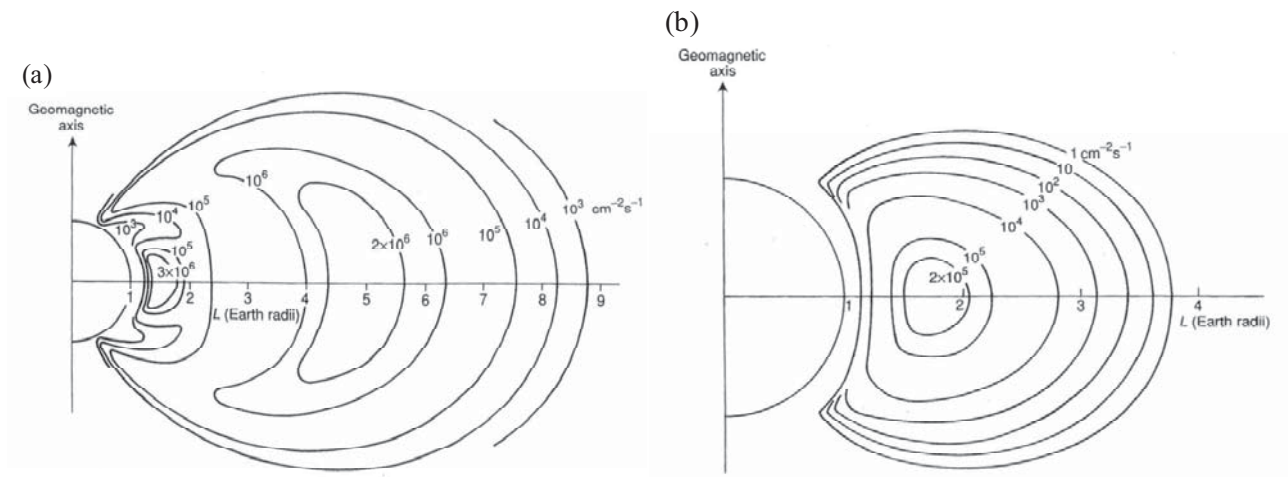 (a)
Geomagnetic
axis
10⁶
10⁵
10⁴
10³
10⁵
3×10⁶
2×10⁶
10⁶
10⁵
10⁴
10³ cm⁻²s⁻¹
1 2 3 4 5 6 7 8 9
L (Earth radii)
(b)
Geomagnetic
axis
1 cm⁻²s⁻¹
10
10²
10³
10⁴
10⁵
2×10⁵
1 2 3 4
L (Earth radii)